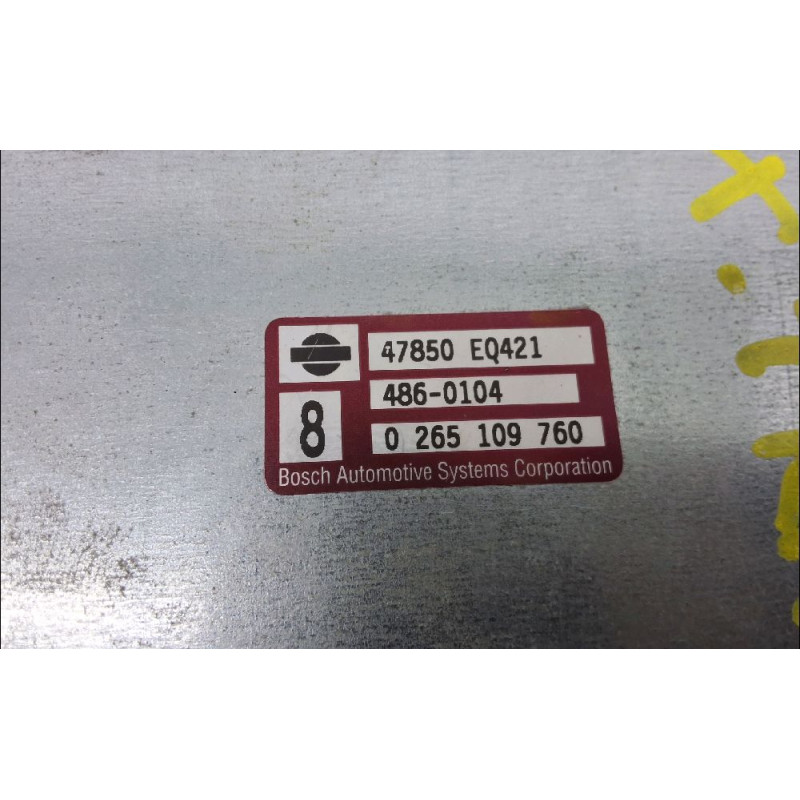 47850 EQ421
486-0104
8
0 265 109 760
Bosch Automotive Systems Corporation